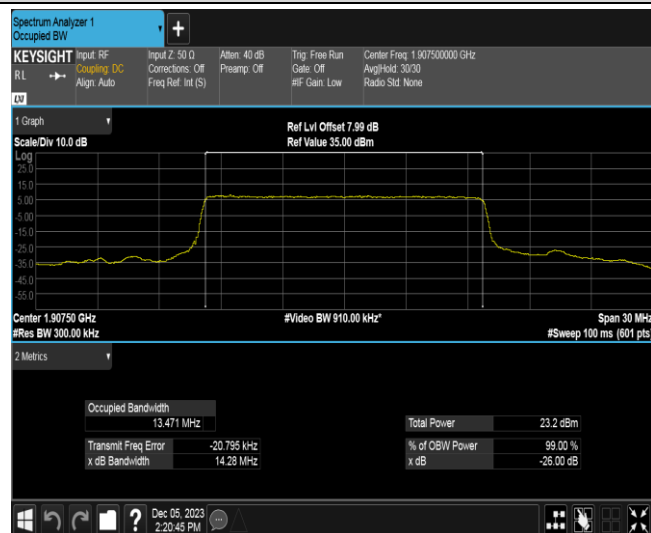 Spectrum Analyzer 1
Occupied BW
+
KEYSIGHT
RL
LXI
Input: RF
Coupling: DC
Align: Auto
Input Z: 50 Ω
Corrections: Off
Freq Ref: Int (S)
Atten: 40 dB
Preamp: Off
Trig: Free Run
Gate: Off
#IF Gain: Low
Center Freq: 1.907500000 GHz
Avg|Hold: 30/30
Radio Std: None
1 Graph
Scale/Div 10.0 dB
Ref Lvl Offset 7.99 dB
Ref Value 35.00 dBm
Log
25.0
15.0
5.00
-5.00
-15.0
-25.0
-35.0
-45.0
-55.0
Center 1.90750 GHz
#Res BW 300.00 kHz
#Video BW 910.00 kHz*
Span 30 MHz
#Sweep 100 ms (601 pts
2 Metrics
Occupied Bandwidth
13.471 MHz
Transmit Freq Error -20.795 kHz
x dB Bandwidth 14.28 MHz
Total Power 23.2 dBm
% of OBW Power 99.00 %
x dB -26.00 dB
?
Dec 05, 2023
2:20:45 PM